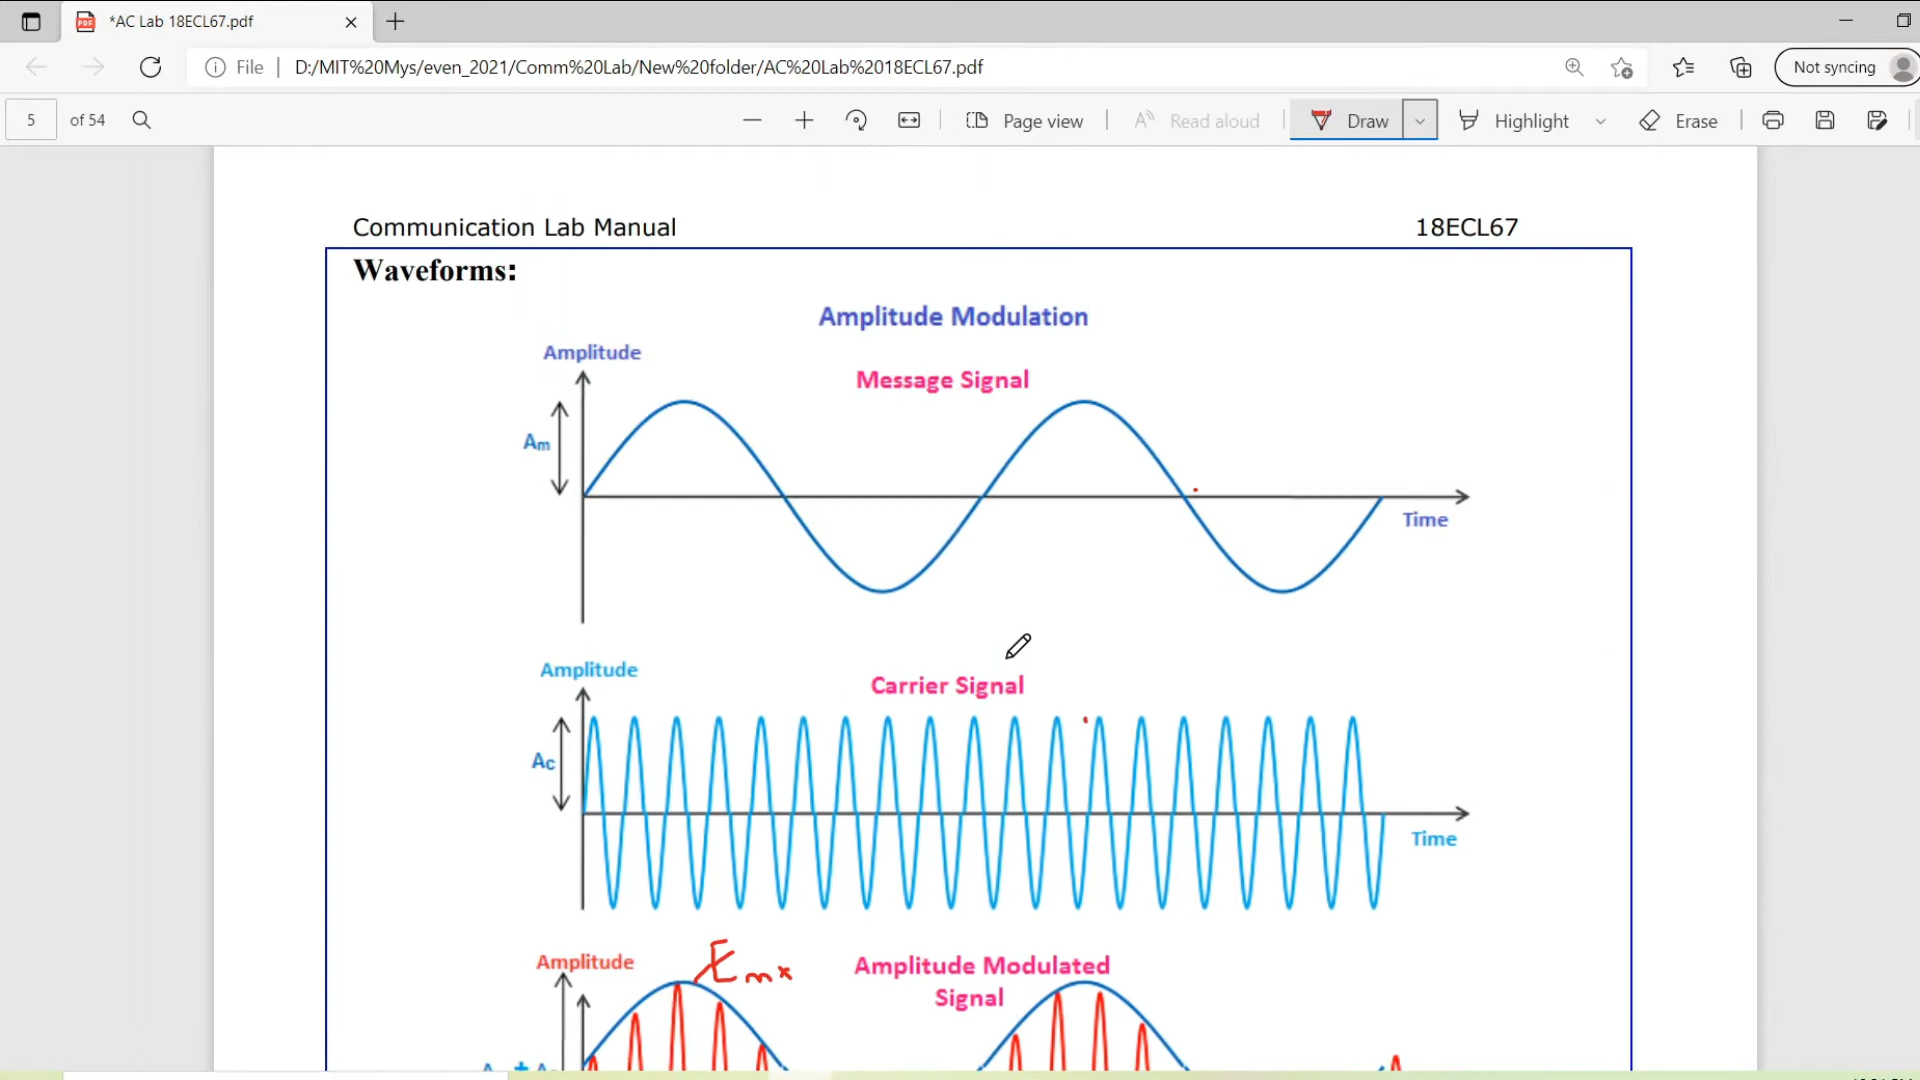 *AC Lab 18ECL67.pdf
File | D:/MIT%20Mys/even_2021/Comm%20Lab/New%20folder/AC%20Lab%2018ECL67.pdf
Not syncing
5 of 54
Page view
Read aloud
Draw
Highlight
Erase
Communication Lab Manual 18ECL67
Waveforms:
Amplitude Modulation
Amplitude
Message Signal
Am
Time
Amplitude
Carrier Signal
Ac
Time
Amplitude
Emx
Amplitude Modulated
Signal